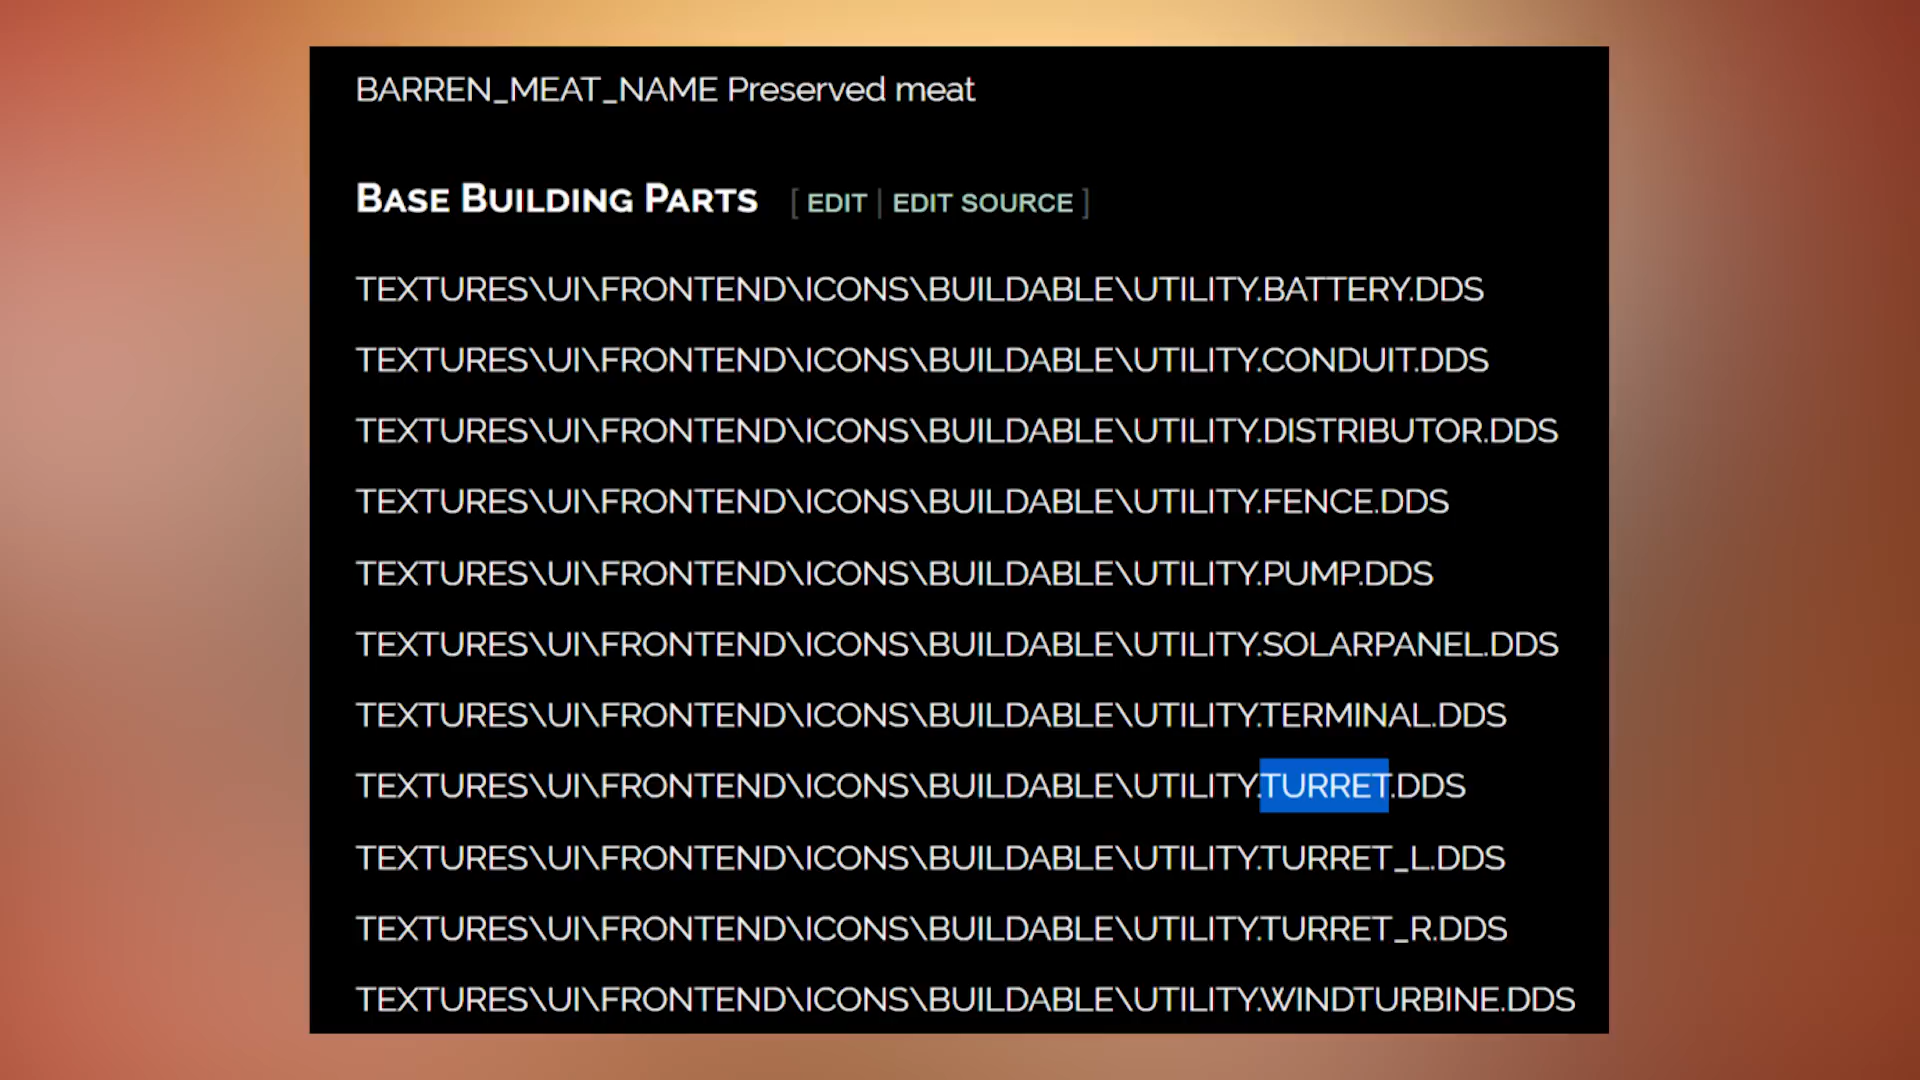 BARREN_MEAT_NAME Preserved meat
BASE BUILDING PARTS [ EDIT | EDIT SOURCE ]
TEXTURES\UI\FRONTEND\ICONS\BUILDABLE\UTILITY.BATTERY.DDS
TEXTURES\UI\FRONTEND\ICONS\BUILDABLE\UTILITY.CONDUIT.DDS
TEXTURES\UI\FRONTEND\ICONS\BUILDABLE\UTILITY.DISTRIBUTOR.DDS
TEXTURES\UI\FRONTEND\ICONS\BUILDABLE\UTILITY.FENCE.DDS
TEXTURES\UI\FRONTEND\ICONS\BUILDABLE\UTILITY.PUMP.DDS
TEXTURES\UI\FRONTEND\ICONS\BUILDABLE\UTILITY.SOLARPANEL.DDS
TEXTURES\UI\FRONTEND\ICONS\BUILDABLE\UTILITY.TERMINAL.DDS
TEXTURES\UI\FRONTEND\ICONS\BUILDABLE\UTILITY.TURRET.DDS
TEXTURES\UI\FRONTEND\ICONS\BUILDABLE\UTILITY.TURRET_L.DDS
TEXTURES\UI\FRONTEND\ICONS\BUILDABLE\UTILITY.TURRET_R.DDS
TEXTURES\UI\FRONTEND\ICONS\BUILDABLE\UTILITY.WINDTURBINE.DDS